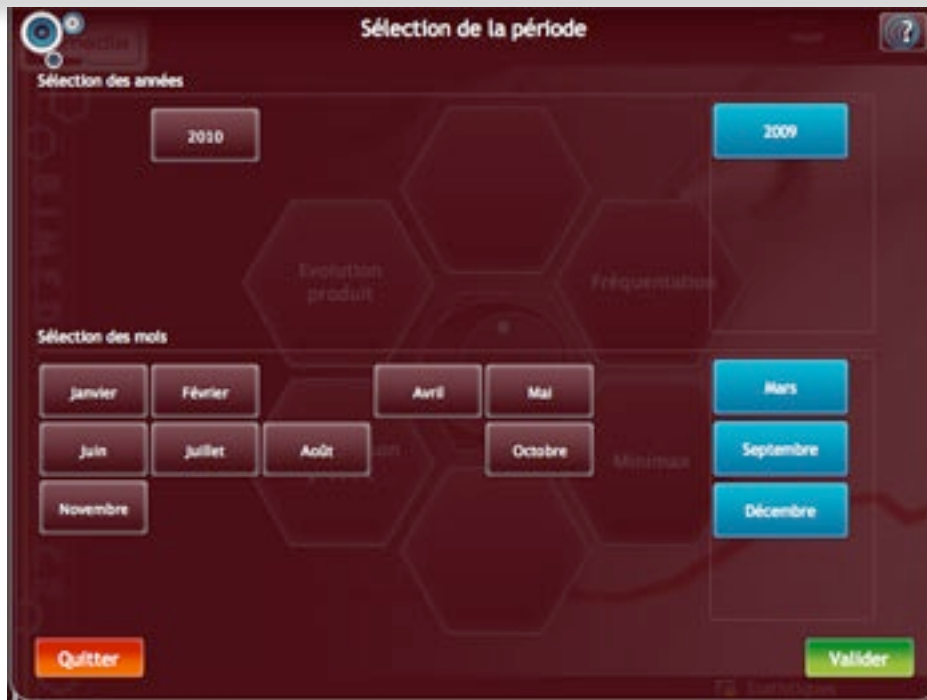 Sélection de la période
?
media
Sélection des années
2010
2009
Evolution
produit
Fréquentation
Sélection des mois
Janvier
Février
Avril
Mai
Mars
Juin
Juillet
Août
Octobre
Minimax
Septembre
Novembre
Décembre
Quitter
Valider